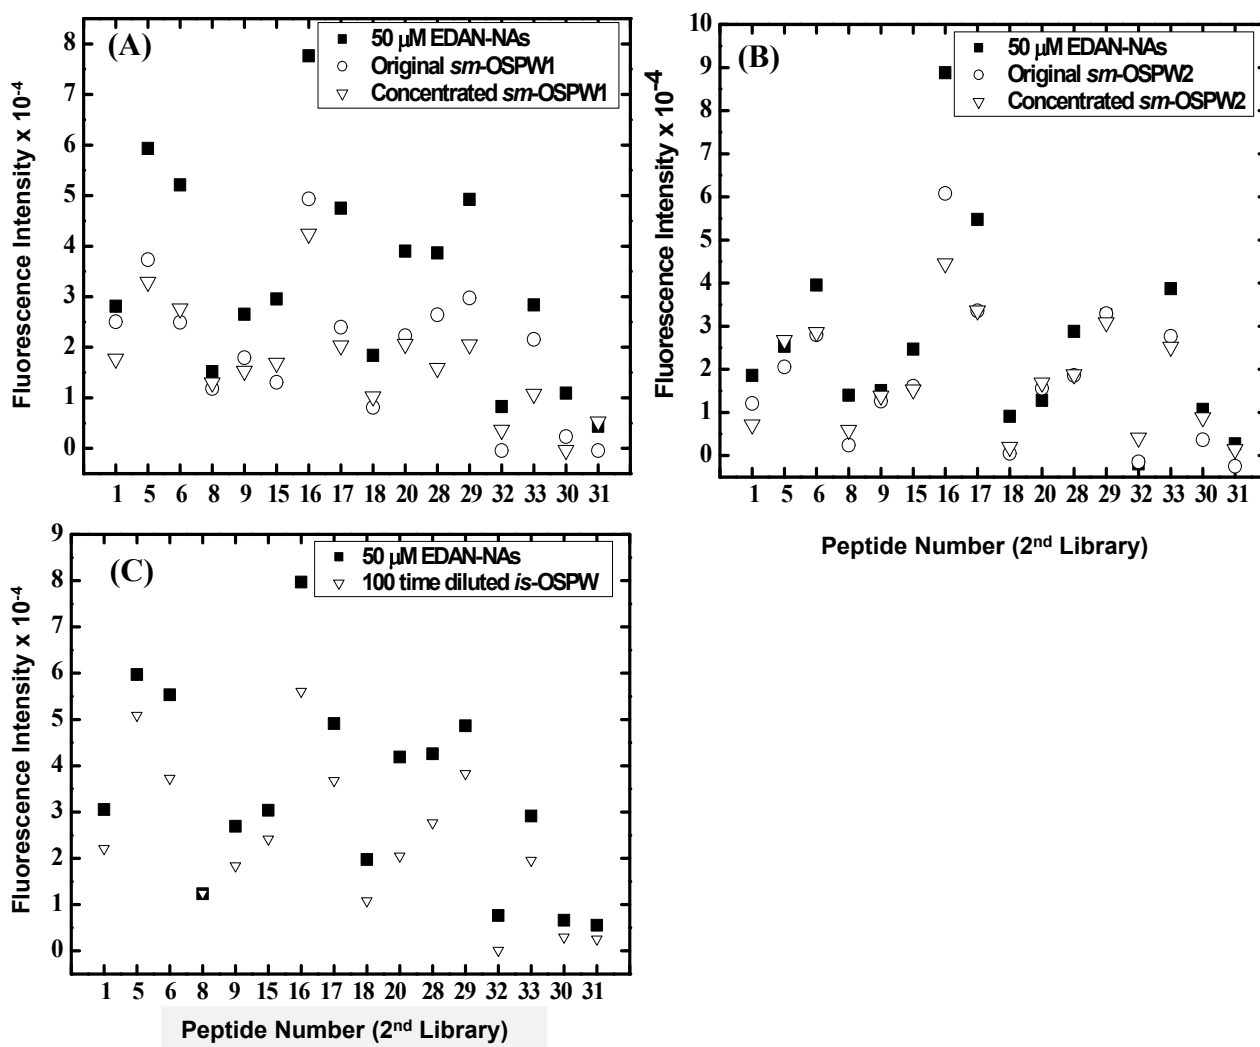 (A)
50 μM EDAN-NAs
Original sm-OSPW1
Concentrated sm-OSPW1
Fluorescence Intensity x 10-4
8
7
6
5
4
3
2
1
0
1 5 6 8 9 15 16 17 18 20 28 29 32 33 30 31
(B)
50 μM EDAN-NAs
Original sm-OSPW2
Concentrated sm-OSPW2
Fluorescence Intensity x 10-4
10
9
8
7
6
5
4
3
2
1
0
1 5 6 8 9 15 16 17 18 20 28 29 32 33 30 31
Peptide Number (2nd Library)
(C)
50 μM EDAN-NAs
100 time diluted is-OSPW
Fluorescence Intensity x 10-4
9
8
7
6
5
4
3
2
1
0
1 5 6 8 9 15 16 17 18 20 28 29 32 33 30 31
Peptide Number (2nd Library)